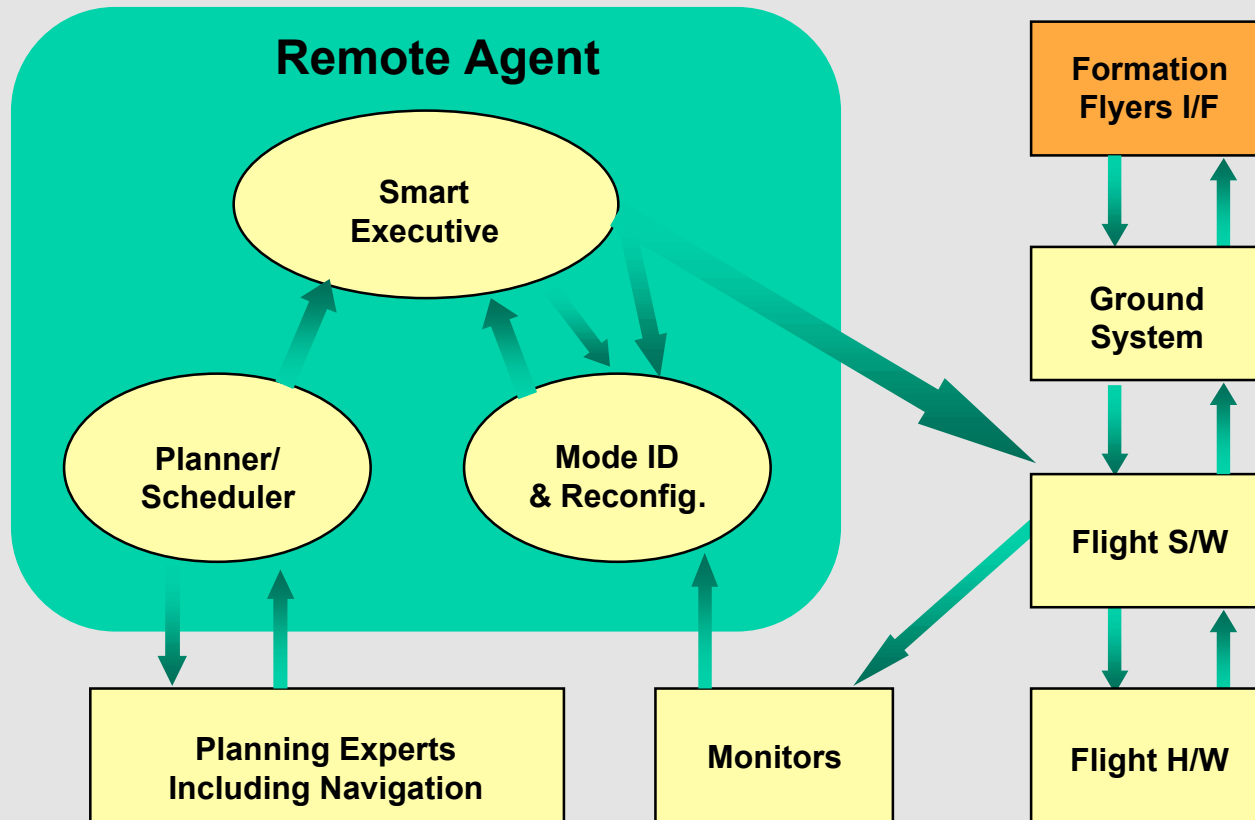 Remote Agent
Smart
Executive
Planner/
Scheduler
Mode ID
& Reconfig.
Planning Experts
Including Navigation
Monitors
Formation
Flyers I/F
Ground
System
Flight S/W
Flight H/W